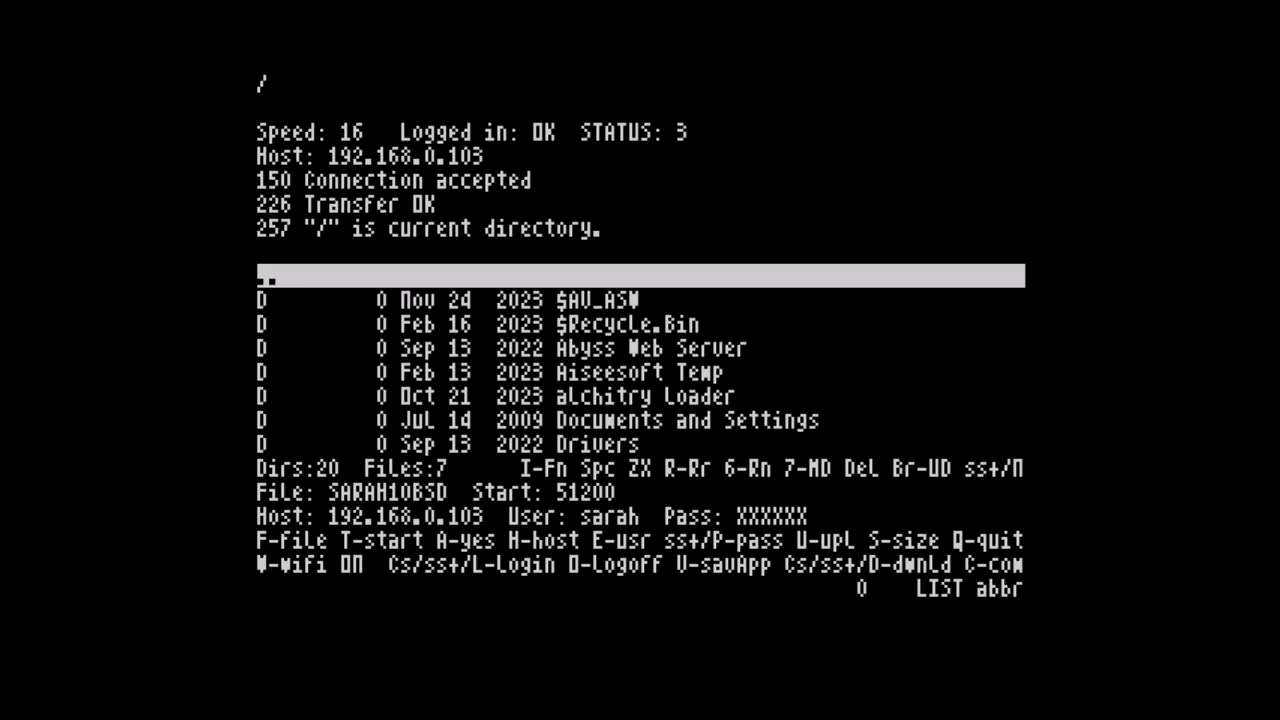 /
Speed: 16 Logged in: OK STATUS: 3
Host: 192.168.0.103
150 Connection accepted
226 Transfer OK
257 "/" is current directory.
..
D 0 Nov 24 2023 $AV_ASW
D 0 Feb 16 2023 $Recycle.Bin
D 0 Sep 13 2022 Abyss Web Server
D 0 Feb 13 2023 Aiseesoft Temp
D 0 Oct 21 2023 alchitry Loader
D 0 Jul 14 2009 Documents and Settings
D 0 Sep 13 2022 Drivers
Dirs:20 Files:7 I-Fn Spc ZX R-Rr 6-Rn 7-MD Del Br-UD ss+/N
File: SARAH10BSD Start: 51200
Host: 192.168.0.103 User: sarah Pass: XXXXXX
F-file T-start A-yes H-host E-usr ss+/P-pass U-upl S-size Q-quit
W-wifi ON Cs/ss+/L-Login O-Logoff V-savApp Cs/ss+/D-dwnld C-com
0 LIST abbr